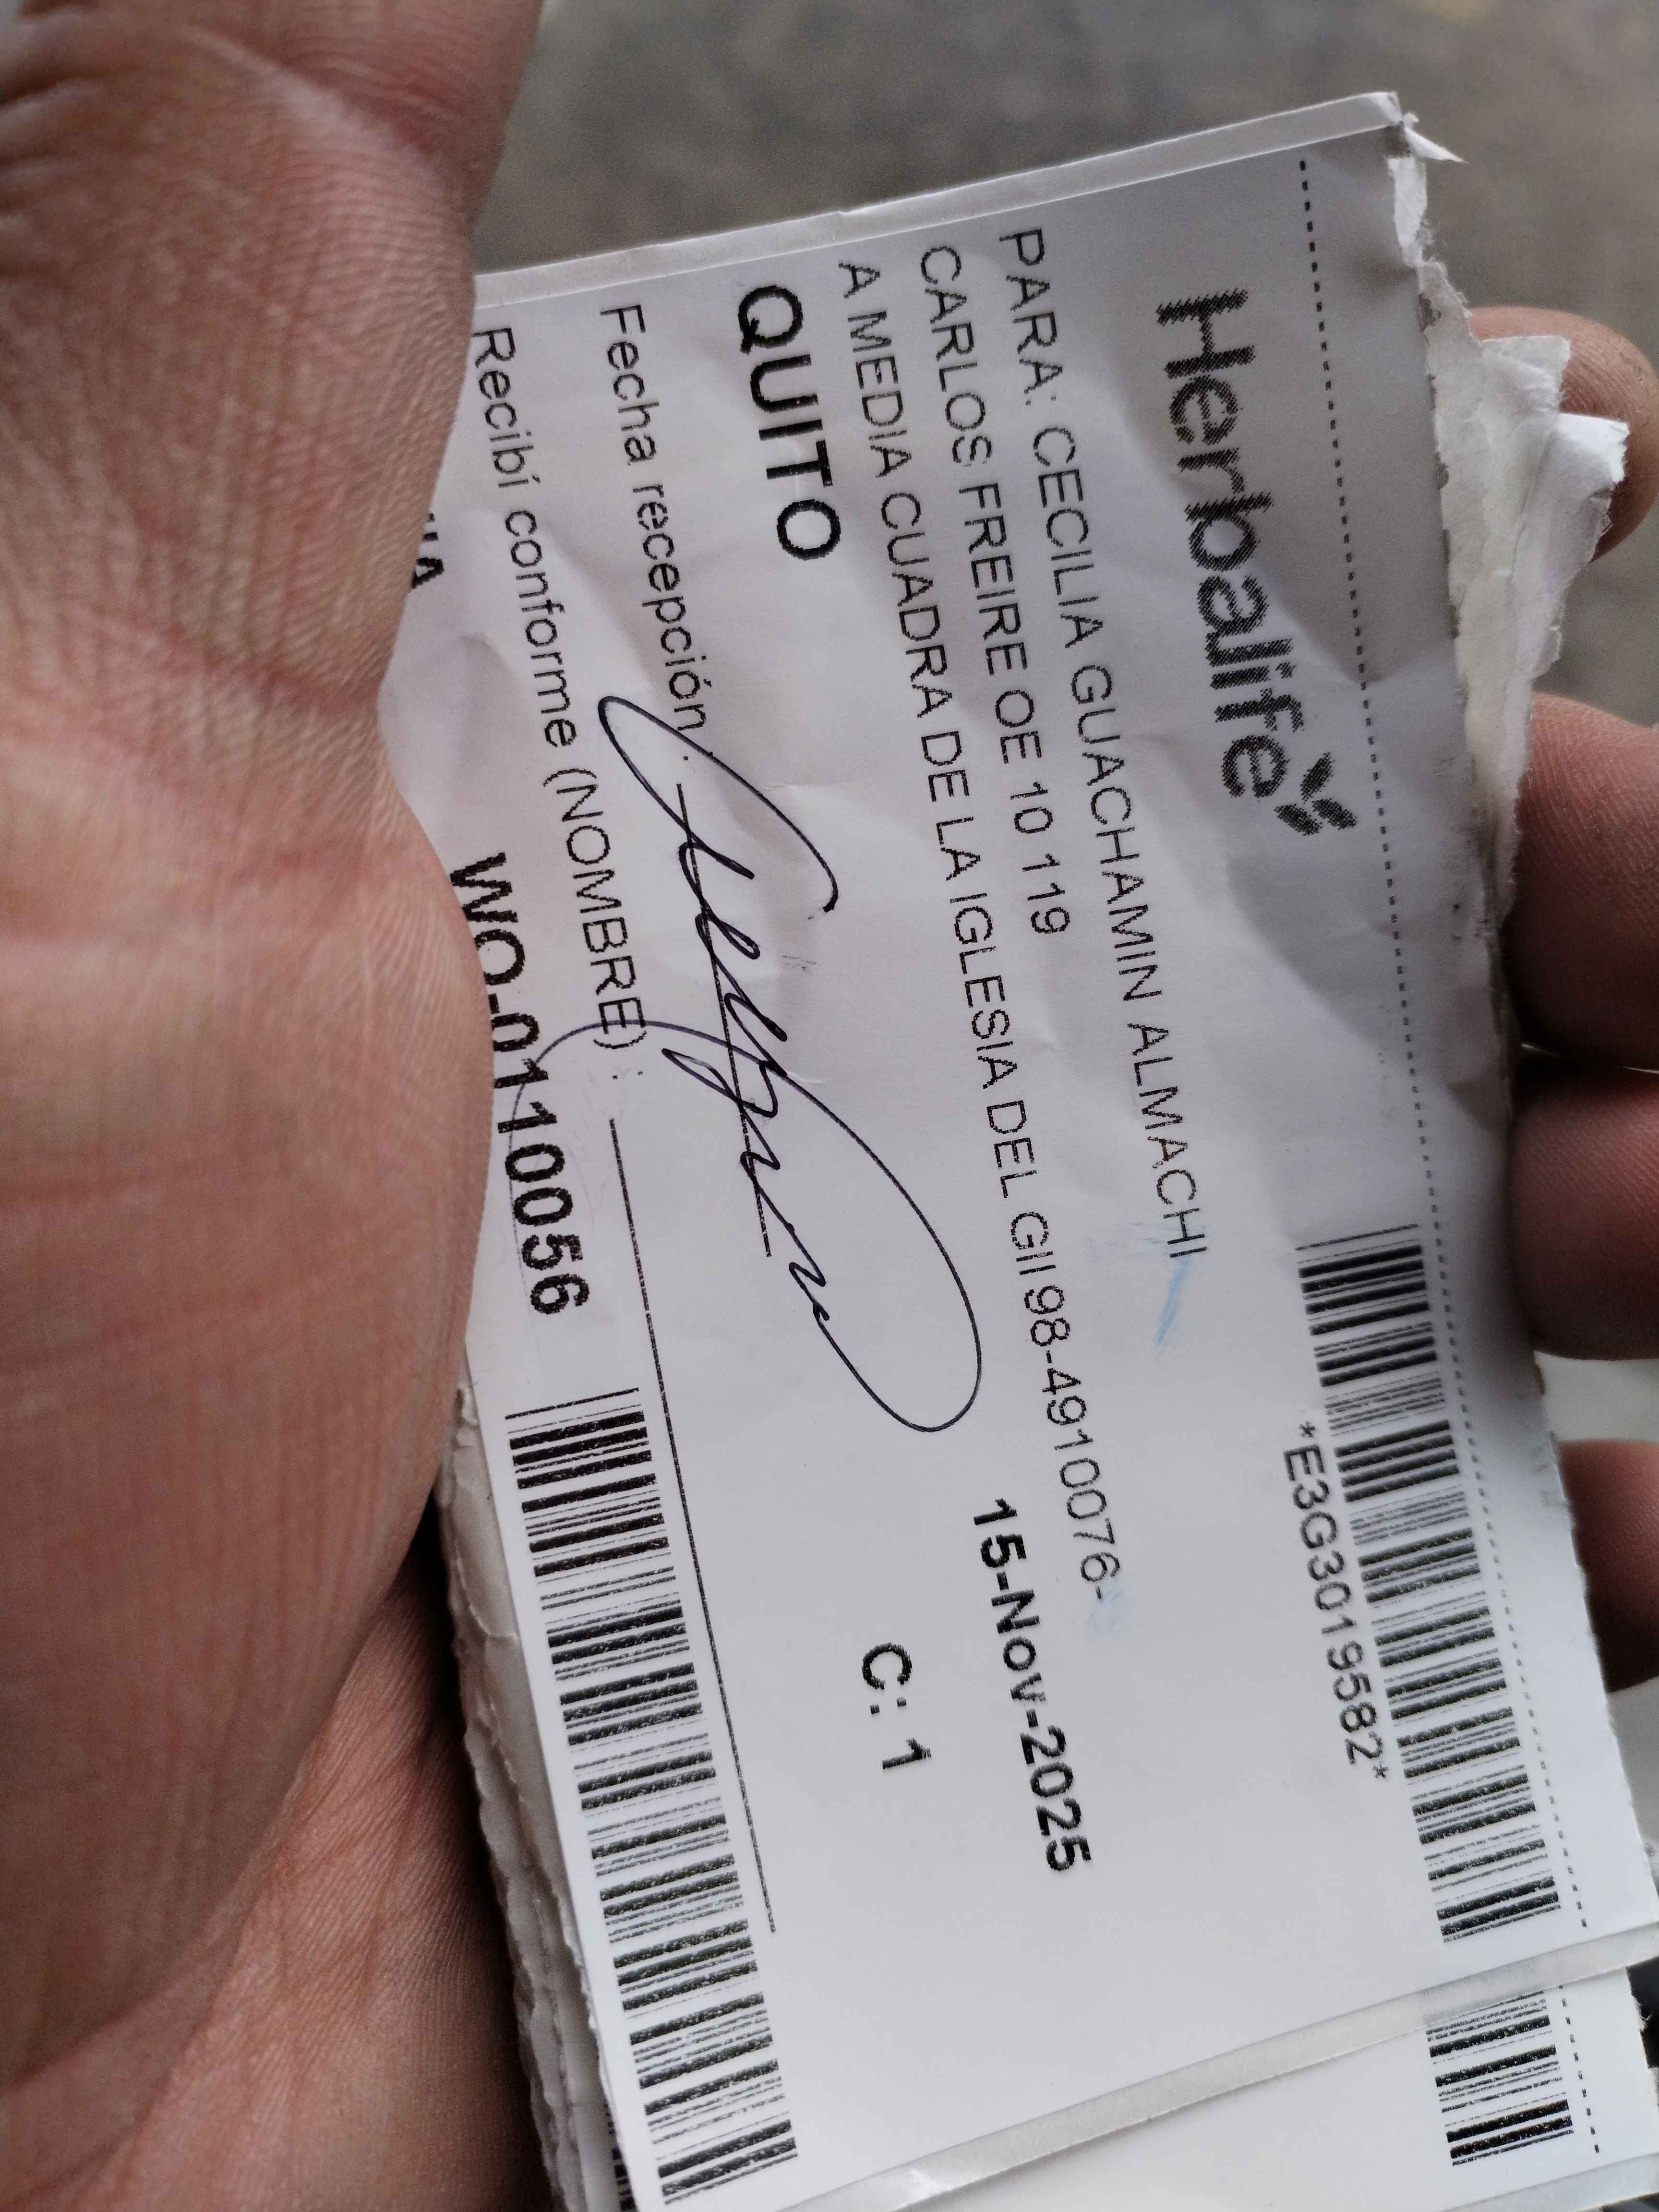 Herbalife
*E3G3019582*
PARA: CECILIA GUACHAMIN ALMACHI
CARLOS FREIRE OE 10 119
A MEDIA CUADRA DE LA IGLESIA DEL GII 98-4910076-
15-Nov-2025
QUITO
C: 1
Fecha recepción :
Recibí conforme (NOMBRE) :
WO-0110056